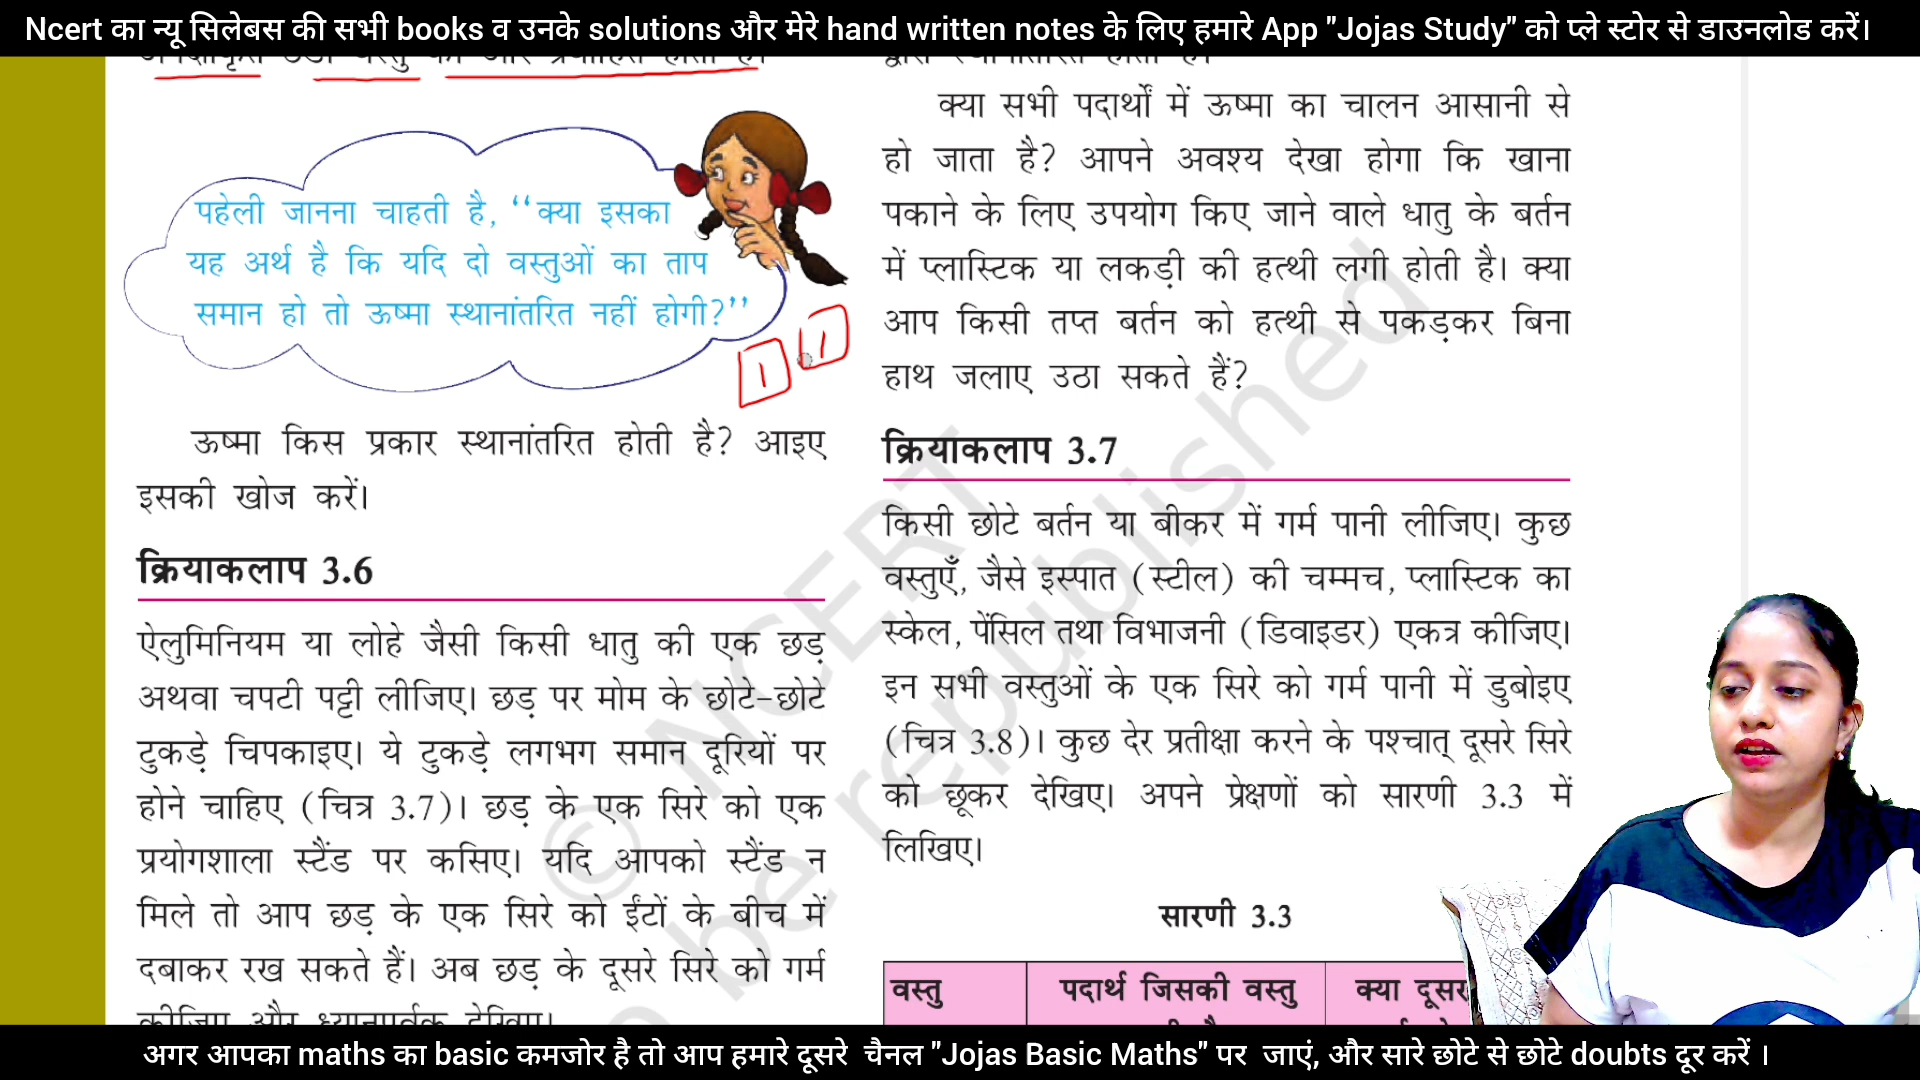 Ncert का न्यू सिलेबस की सभी books व उनके solutions और मेरे hand written notes के लिए हमारे App "Jojas Study" को प्ले स्टोर से डाउनलोड करें।
पहेली जानना चाहती है, “क्या इसका
यह अर्थ है कि यदि दो वस्तुओं का ताप
समान हो तो ऊष्मा स्थानांतरित नहीं होगी?”
1 1
ऊष्मा किस प्रकार स्थानांतरित होती है? आइए
इसकी खोज करें।
क्रियाकलाप 3.6
ऐलुमिनियम या लोहे जैसी किसी धातु की एक छड़
अथवा चपटी पट्टी लीजिए। छड़ पर मोम के छोटे-छोटे
टुकड़े चिपकाइए। ये टुकड़े लगभग समान दूरियों पर
होने चाहिए (चित्र 3.7)। छड़ के एक सिरे को एक
प्रयोगशाला स्टैंड पर कसिए। यदि आपको स्टैंड न
मिले तो आप छड़ के एक सिरे को ईंटों के बीच में
दबाकर रख सकते हैं। अब छड़ के दूसरे सिरे को गर्म
कीजिए और ध्यानपूर्वक देखिए।
क्या सभी पदार्थों में ऊष्मा का चालन आसानी से
हो जाता है? आपने अवश्य देखा होगा कि खाना
पकाने के लिए उपयोग किए जाने वाले धातु के बर्तन
में प्लास्टिक या लकड़ी की हत्थी लगी होती है। क्या
आप किसी तप्त बर्तन को हत्थी से पकड़कर बिना
हाथ जलाए उठा सकते हैं?
क्रियाकलाप 3.7
किसी छोटे बर्तन या बीकर में गर्म पानी लीजिए। कुछ
वस्तुएँ, जैसे इस्पात (स्टील) की चम्मच, प्लास्टिक का
स्केल, पेंसिल तथा विभाजनी (डिवाइडर) एकत्र कीजिए।
इन सभी वस्तुओं के एक सिरे को गर्म पानी में डुबोइए
(चित्र 3.8)। कुछ देर प्रतीक्षा करने के पश्चात् दूसरे सिरे
को छूकर देखिए। अपने प्रेक्षणों को सारणी 3.3 में
लिखिए।
सारणी 3.3
वस्तु पदार्थ जिसकी वस्तु क्या
© NCERT
be republished
अगर आपका maths का basic कमजोर है तो आप हमारे दूसरे चैनल "Jojas Basic Maths" पर जाएं, और सारे छोटे से छोटे doubts दूर करें ।